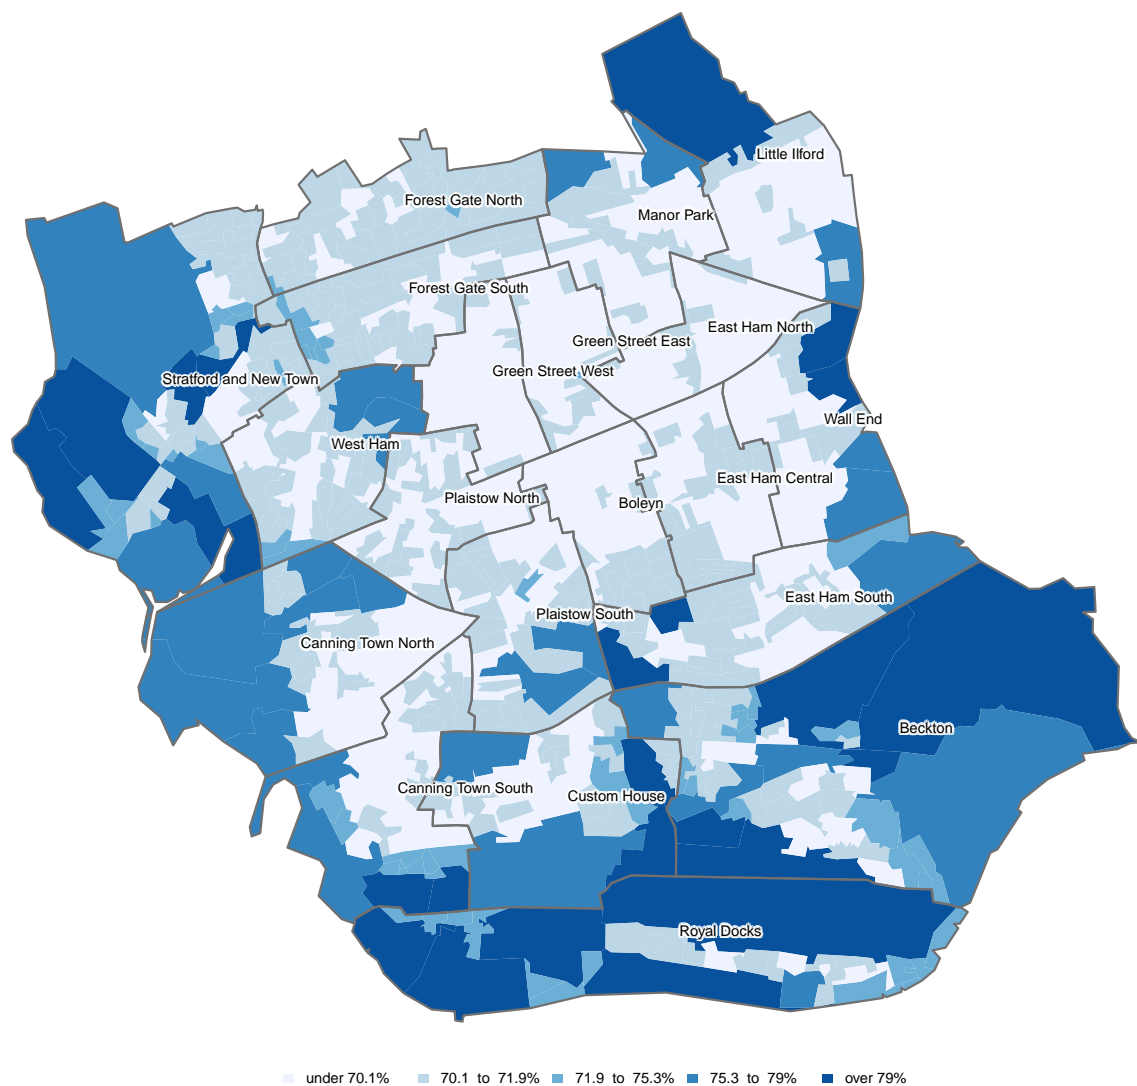 Little Ilford
Forest Gate North
Manor Park
Forest Gate South
East Ham North
Green Street East
Green Street West
Stratford and New Town
Wall End
West Ham
East Ham Central
Plaistow North
Boleyn
East Ham South
Plaistow South
Canning Town North
Beckton
Canning Town South
Custom House
Royal Docks
under 70.1% 70.1 to 71.9% 71.9 to 75.3% 75.3 to 79% over 79%